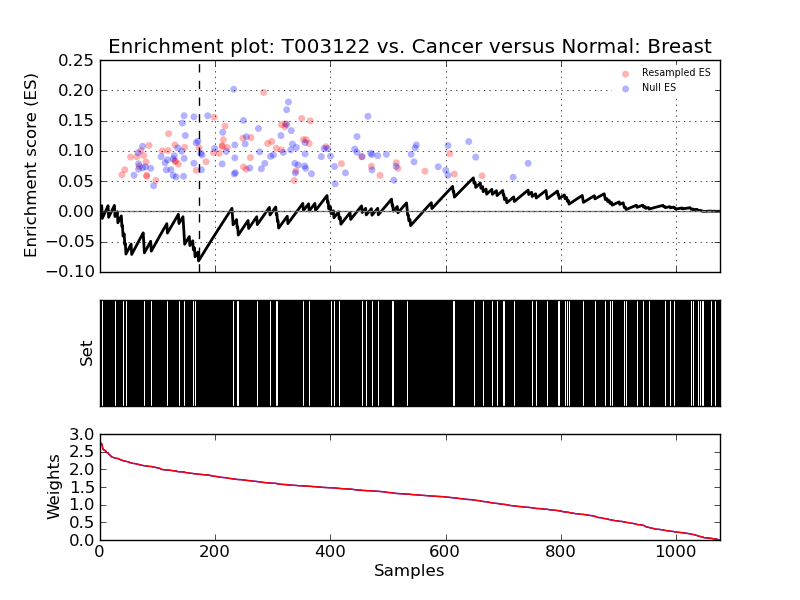 Enrichment plot: T003122 vs. Cancer versus Normal: Breast
Enrichment score (ES)
0.25
0.20
0.15
0.10
0.05
0.00
−0.05
−0.10
Resampled ES
Null ES
Set
Weights
3.0
2.5
2.0
1.5
1.0
0.5
0.0
0 200 400 600 800 1000
Samples